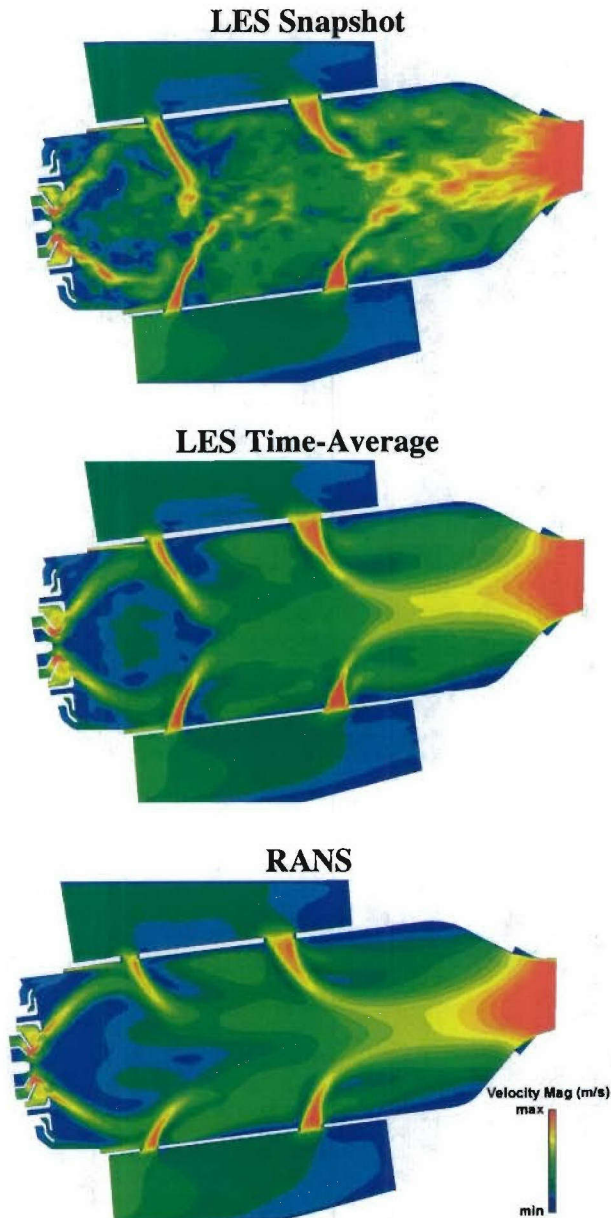 LES Snapshot
LES Time-Average
RANS
Velocity Mag (m/s)
max
min